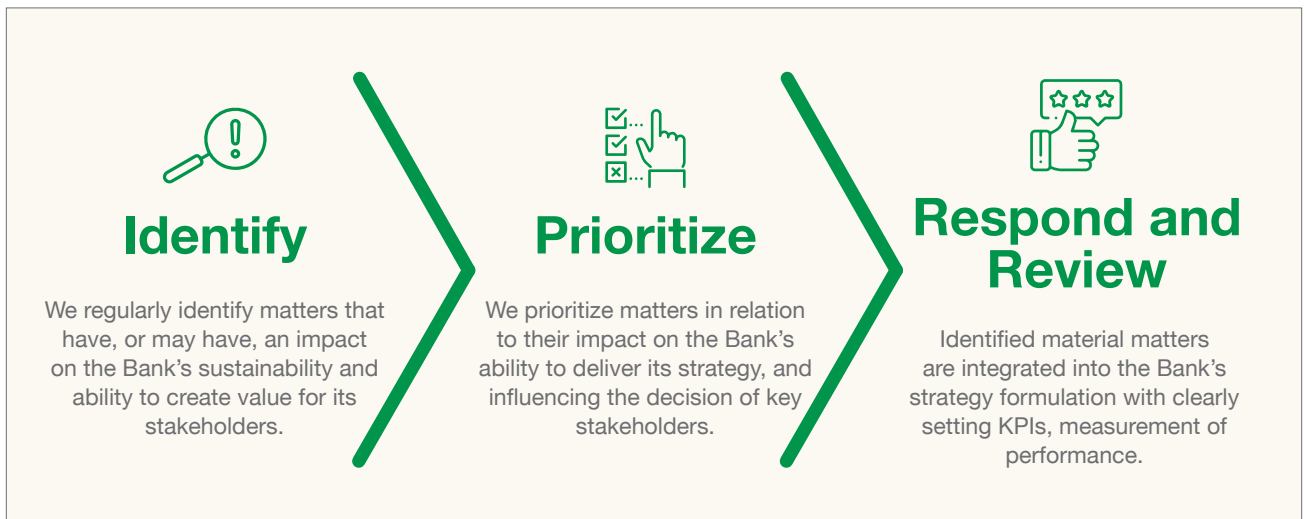 Identify
We regularly identify matters that
have, or may have, an impact
on the Bank’s sustainability and
ability to create value for its
stakeholders.
Prioritize
We prioritize matters in relation
to their impact on the Bank’s
ability to deliver its strategy, and
influencing the decision of key
stakeholders.
Respond and
Review
Identified material matters
are integrated into the Bank’s
strategy formulation with clearly
setting KPIs, measurement of
performance.